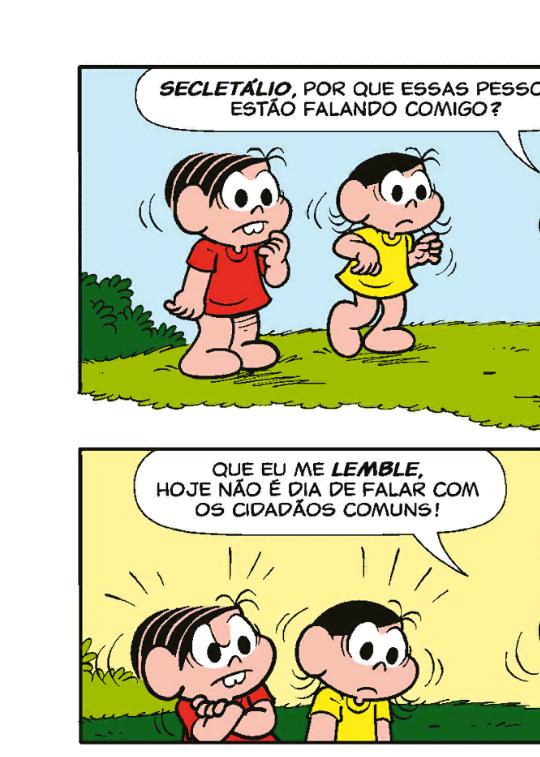 SECLETÁLIO, POR QUE ESSAS
ESTÃO FALANDO COMIGO?
QUE EU ME LEMBLE,
HOJE NÃO É DIA DE FALAR COM
OS CIDADÃOS COMUNS!